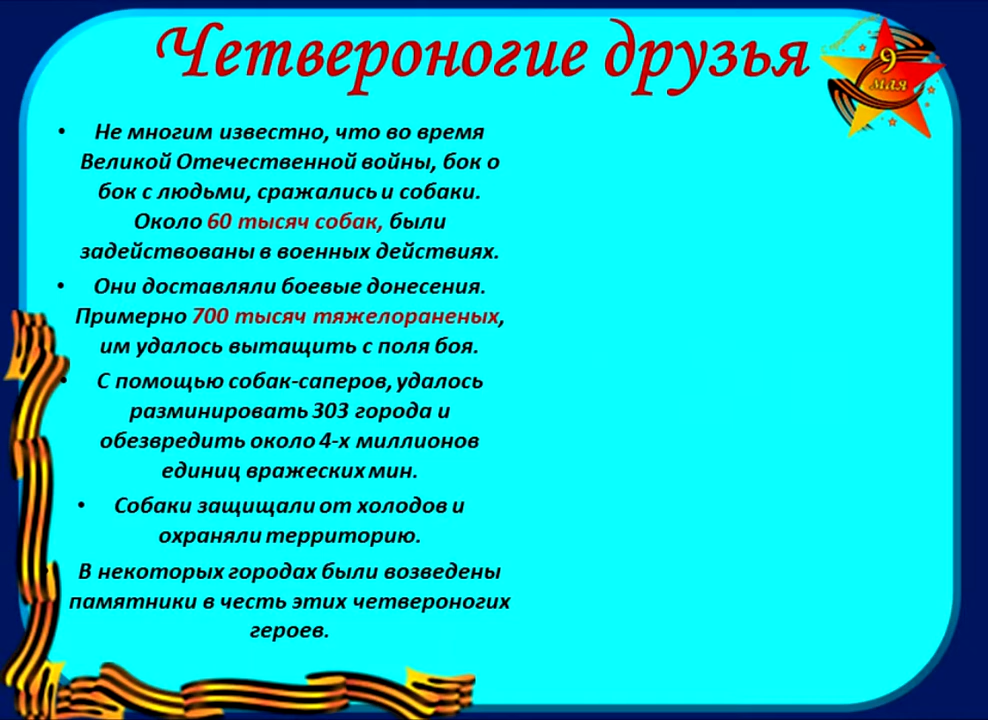 Четвероногие друзья
9
мая
• Не многим известно, что во время
Великой Отечественной войны, бок о
бок с людьми, сражались и собаки.
Около 60 тысяч собак, были
задействованы в военных действиях.
• Они доставляли боевые донесения.
Примерно 700 тысяч тяжелораненых,
им удалось вытащить с поля боя.
• С помощью собак-саперов, удалось
разминировать 303 города и
обезвредить около 4-х миллионов
единиц вражеских мин.
• Собаки защищали от холодов и
охраняли территорию.
• В некоторых городах были возведены
памятники в честь этих четвероногих
героев.